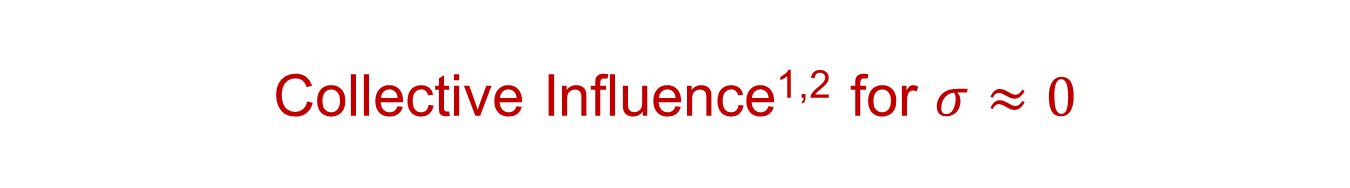 Collective Influence¹,² for σ ≈ 0